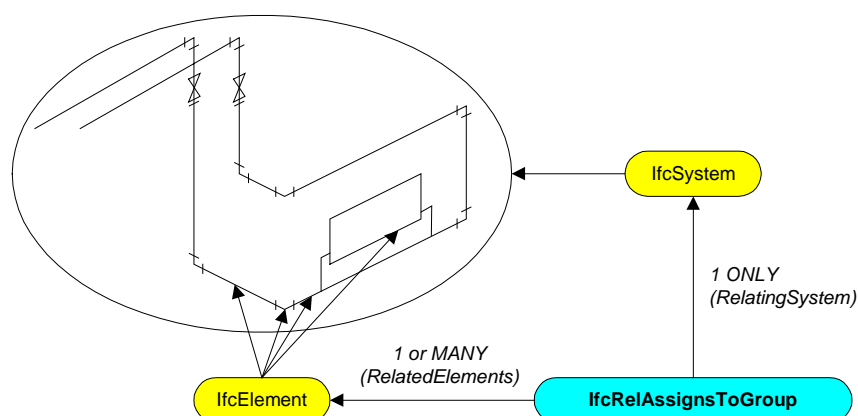 IfcSystem
1 ONLY
(RelatingSystem)
1 or MANY
(RelatedElements)
IfcElement
IfcRelAssignsToGroup